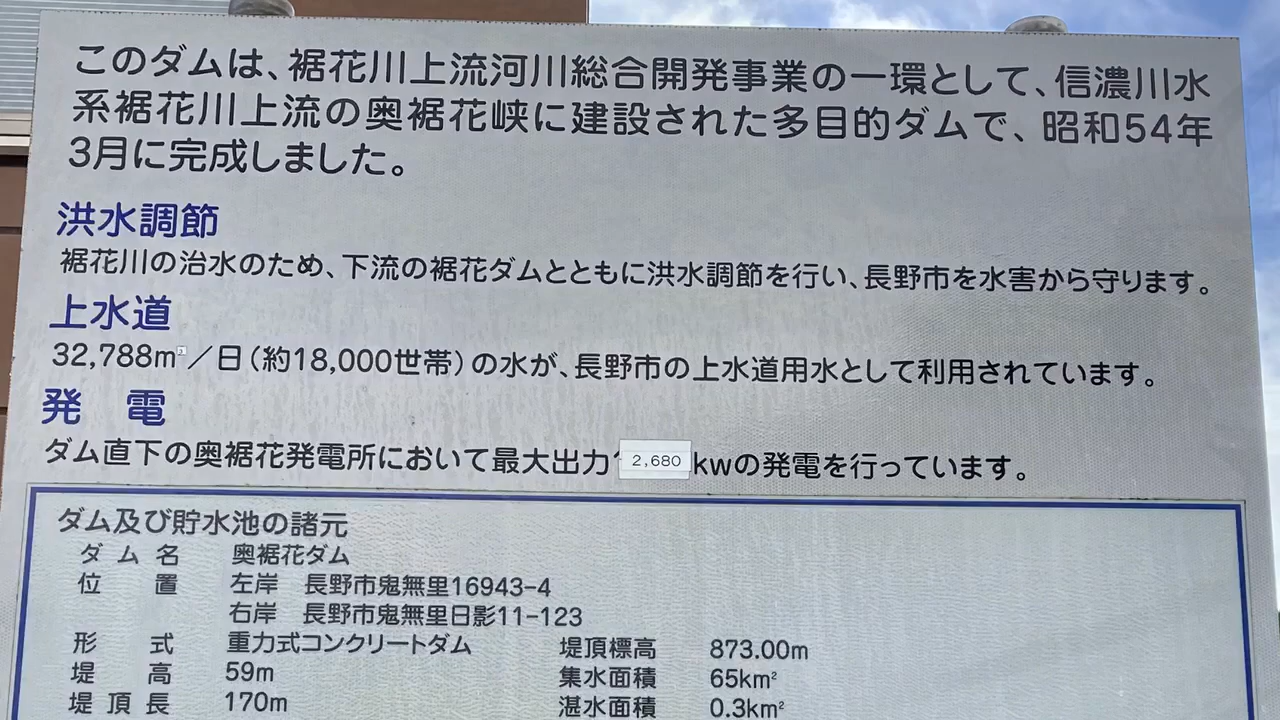 このダムは、裾花川上流河川総合開発事業の一環として、信濃川水
系裾花川上流の奥裾花峡に建設された多目的ダムで、昭和54年
3月に完成しました。
洪水調節
裾花川の治水のため、下流の裾花ダムとともに洪水調節を行い、長野市を水害から守ります。
上水道
32,788m³／日（約18,000世帯）の水が、長野市の上水道用水として利用されています。
発　電
ダム直下の奥裾花発電所において最大出力 2,680 kwの発電を行っています。
ダム及び貯水池の諸元
ダム名　奥裾花ダム
位　置　左岸　長野市鬼無里16943-4
右岸　長野市鬼無里日影11-123
形　式　重力式コンクリートダム　堤頂標高　873.00m
堤　高　59m　集水面積　65km²
堤頂長　170m　湛水面積　0.3km²